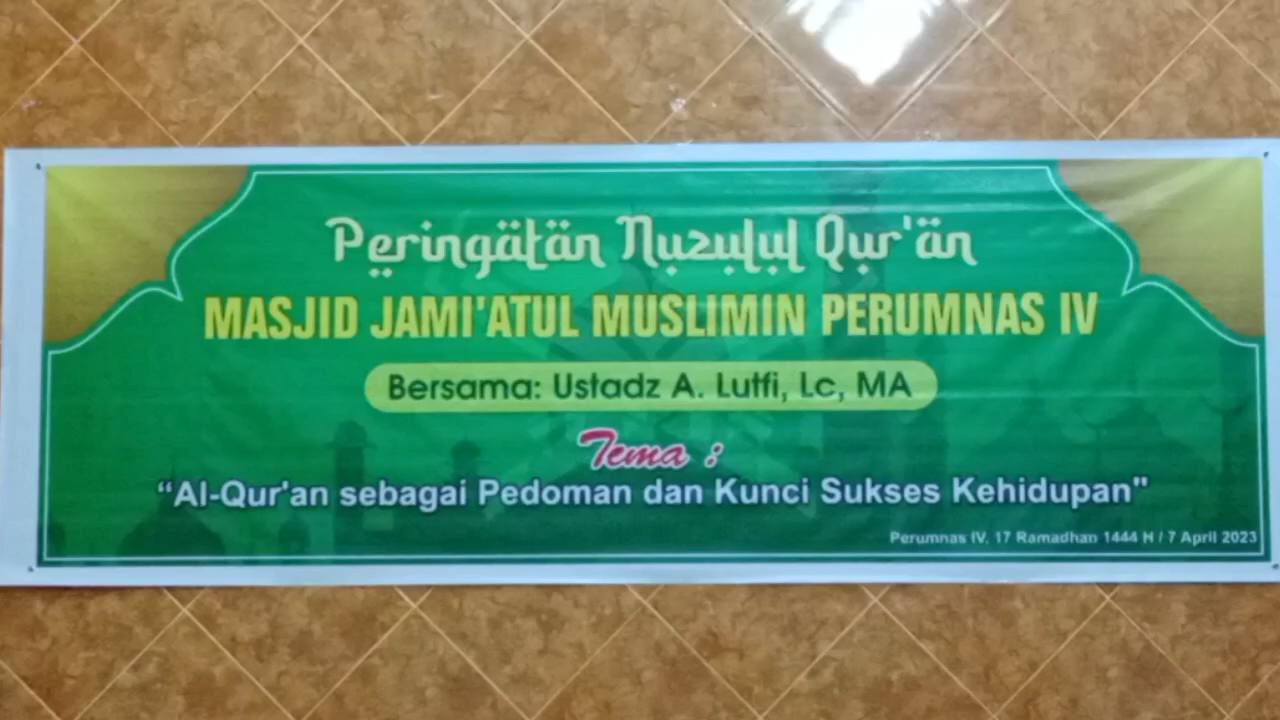 Peringatan Nuzulul Qur'an
MASJID JAMI'ATUL MUSLIMIN PERUMNAS IV
Bersama: Ustadz A. Lutfi, Lc, MA
Tema :
“Al-Qur'an sebagai Pedoman dan Kunci Sukses Kehidupan"
Perumnas IV, 17 Ramadhan 1444 H / 7 April 2023